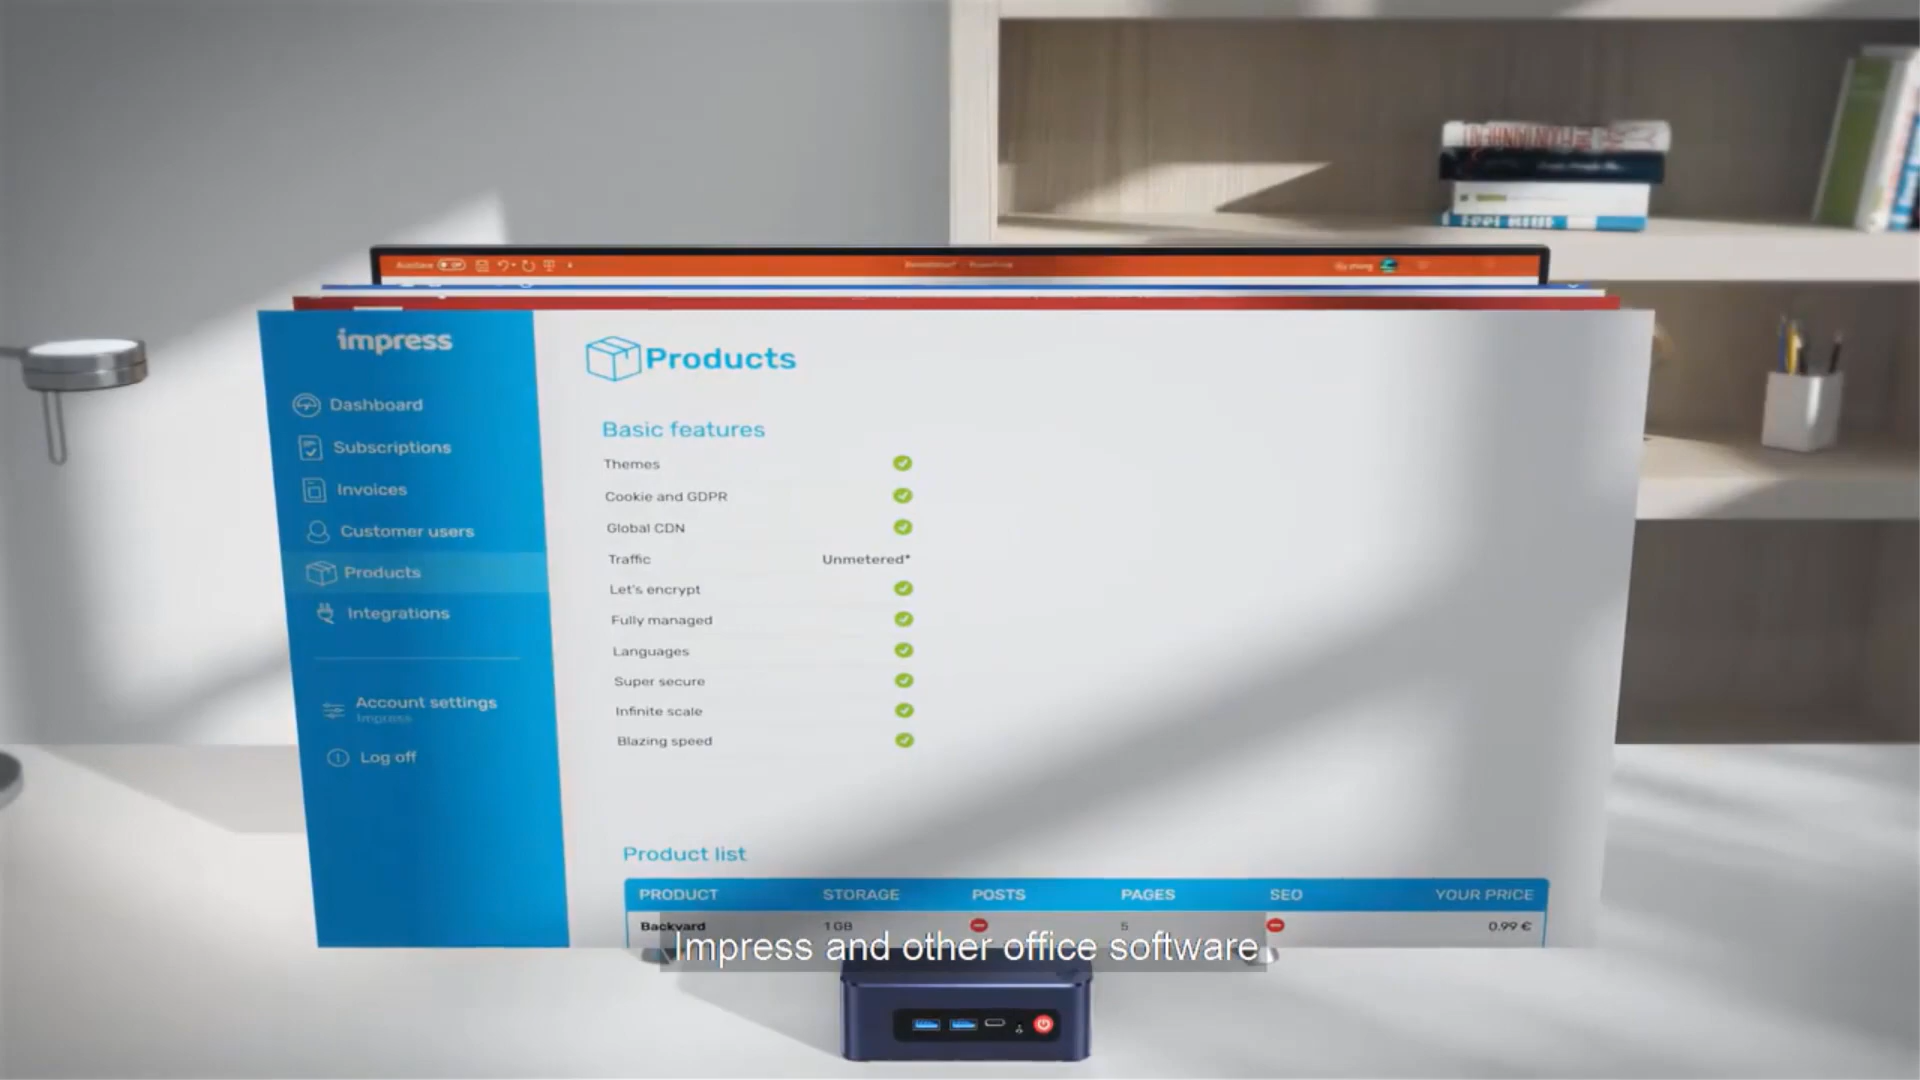 AutoSave
impress
Dashboard
Subscriptions
Invoices
Customer users
Products
Integrations
Account settings
Impress
Log off
Products
Basic features
Themes
Cookie and GDPR
Global CDN
Traffic Unmetered*
Let's encrypt
Fully managed
Languages
Super secure
Infinite scale
Blazing speed
Product list
PRODUCT STORAGE POSTS PAGES SEO YOUR PRICE
Backyard 1 GB 5 0.99 €
Impress and other office software